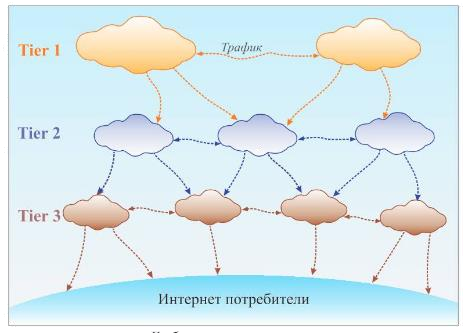 Tier 1
Трафик
Tier 2
Tier 3
Интернет потребители